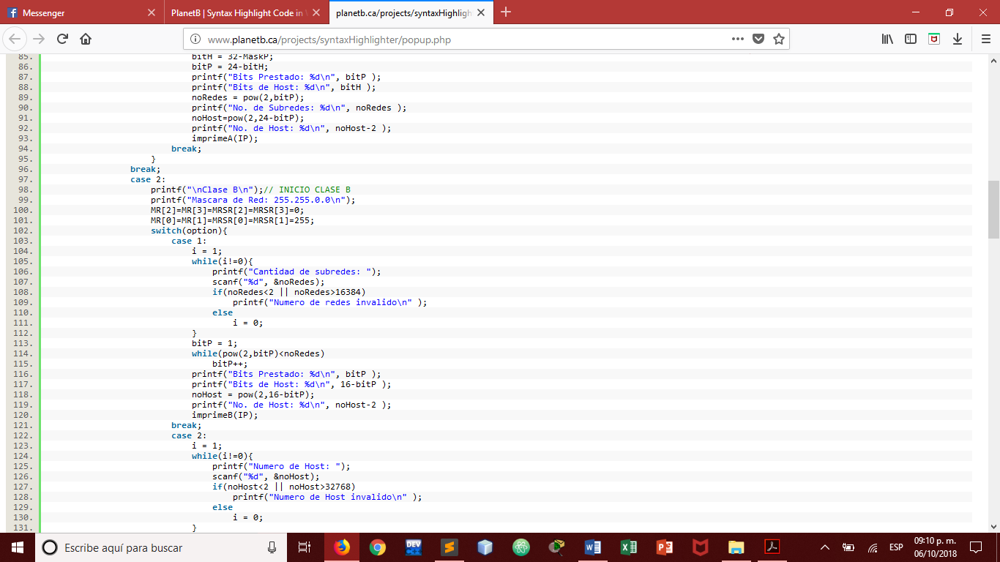 Messenger
PlanetB | Syntax Highlight Code in
planetb.ca/projects/syntaxHighligh
www.planetb.ca/projects/syntaxHighlighter/popup.php
85. bitH = 32-MaskP;
86. bitP = 24-bitH;
87. printf("Bits Prestado: %d\n", bitP );
88. printf("Bits de Host: %d\n", bitH );
89. noRedes = pow(2,bitP);
90. printf("No. de Subredes: %d\n", noRedes );
91. noHost=pow(2,24-bitP);
92. printf("No. de Host: %d\n", noHost-2 );
93. imprimeA(IP);
94. break;
95. }
96. break;
97. case 2:
98. printf("\nClase B\n");// INICIO CLASE B
99. printf("Mascara de Red: 255.255.0.0\n");
100. MR[2]=MR[3]=MRSR[2]=MRSR[3]=0;
101. MR[0]=MR[1]=MRSR[0]=MRSR[1]=255;
102. switch(option){
103. case 1:
104. i = 1;
105. while(i!=0){
106. printf("Cantidad de subredes: ");
107. scanf("%d", &noRedes);
108. if(noRedes<2 || noRedes>16384)
109. printf("Numero de redes invalido\n" );
110. else
111. i = 0;
112. }
113. bitP = 1;
114. while(pow(2,bitP)<noRedes)
115. bitP++;
116. printf("Bits Prestado: %d\n", bitP );
117. printf("Bits de Host: %d\n", 16-bitP );
118. noHost = pow(2,16-bitP);
119. printf("No. de Host: %d\n", noHost-2 );
120. imprimeB(IP);
121. break;
122. case 2:
123. i = 1;
124. while(i!=0){
125. printf("Numero de Host: ");
126. scanf("%d", &noHost);
127. if(noHost<2 || noHost>32768)
128. printf("Numero de Host invalido\n" );
129. else
130. i = 0;
131. }
Escribe aquí para buscar
DEV
ESP
09:10 p. m.
06/10/2018